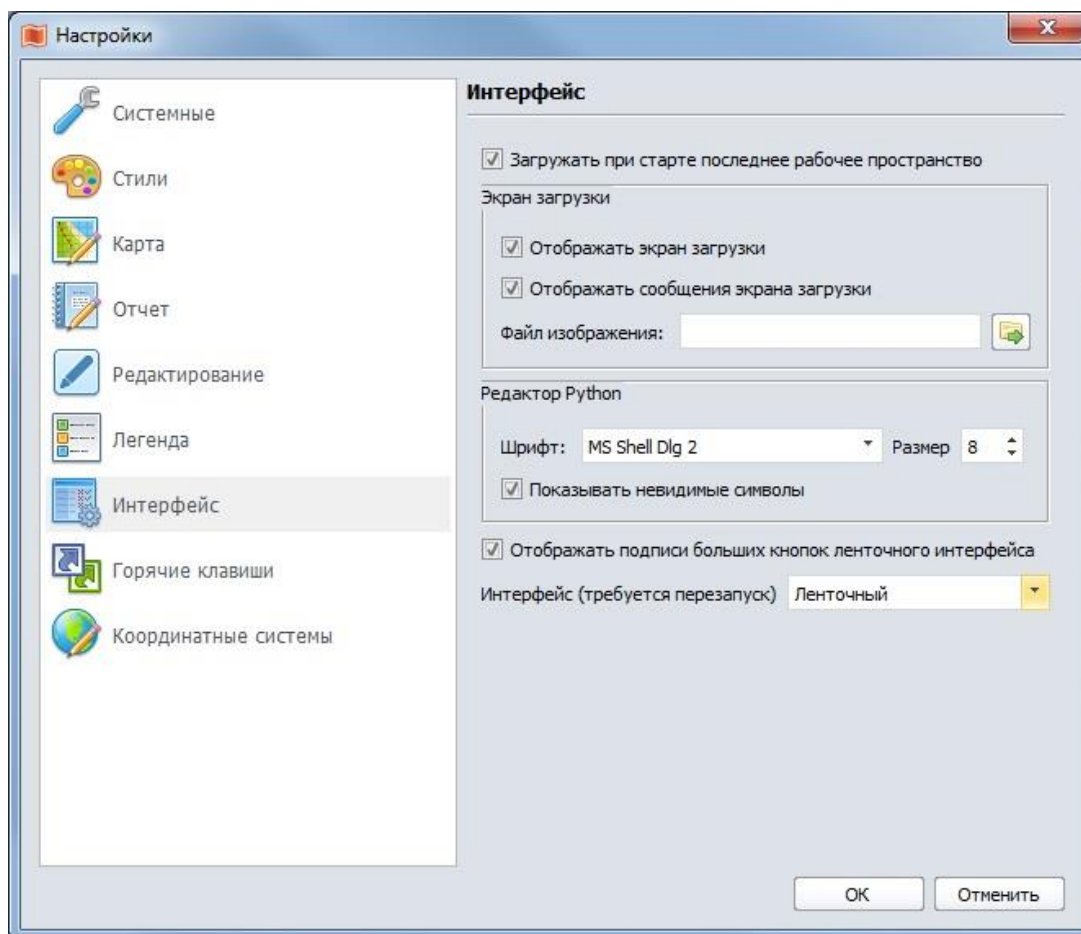 Настройки
Системные
Стили
Карта
Отчет
Редактирование
Легенда
Интерфейс
Горячие клавиши
Координатные системы
Интерфейс
Загружать при старте последнее рабочее пространство
Экран загрузки
Отображать экран загрузки
Отображать сообщения экрана загрузки
Файл изображения:
Редактор Python
Шрифт: MS Shell Dlg 2 Размер 8
Показывать невидимые символы
Отображать подписи больших кнопок ленточного интерфейса
Интерфейс (требуется перезапуск) Ленточный
ОК Отменить